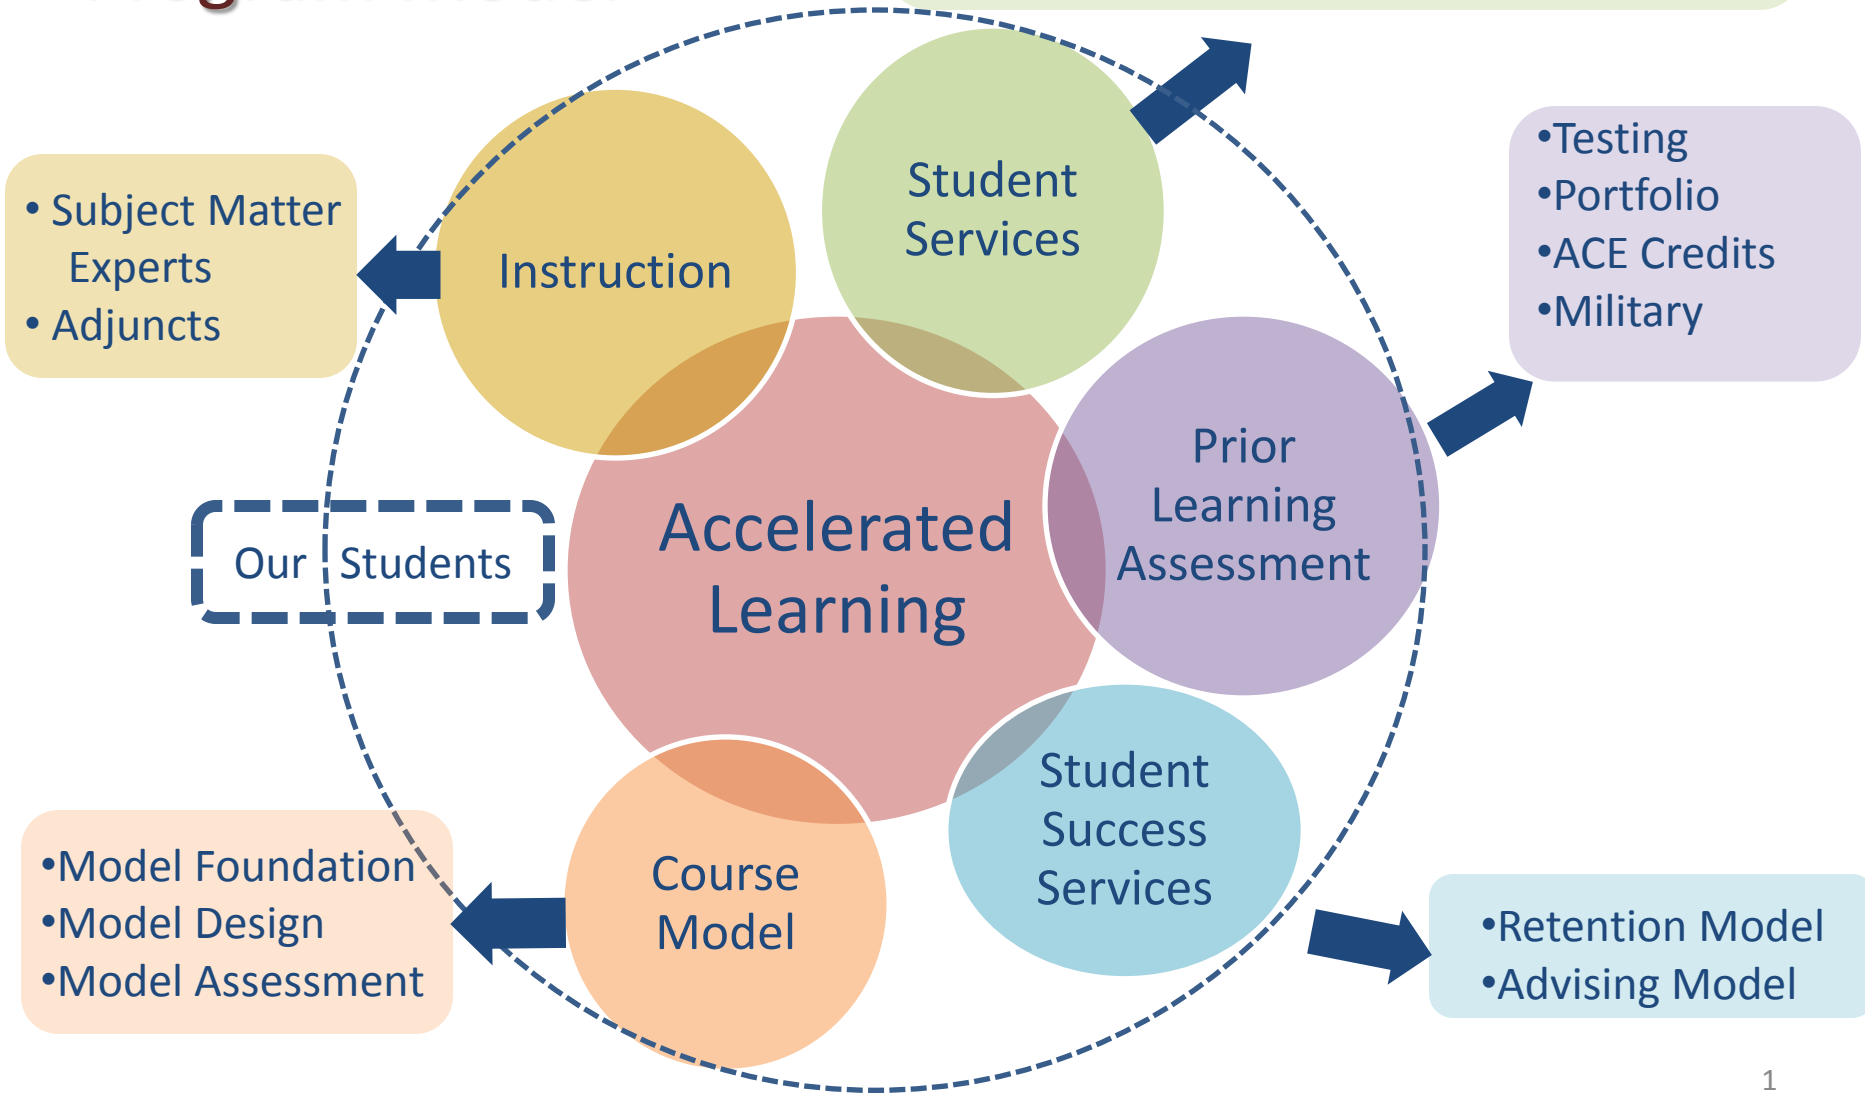 • Subject Matter
Experts
• Adjuncts
Instruction
Student
Services
•Testing
•Portfolio
•ACE Credits
•Military
Prior
Learning
Assessment
Our Students
Accelerated
Learning
Student
Success
Services
Course
Model
•Model Foundation
•Model Design
•Model Assessment
•Retention Model
•Advising Model
1